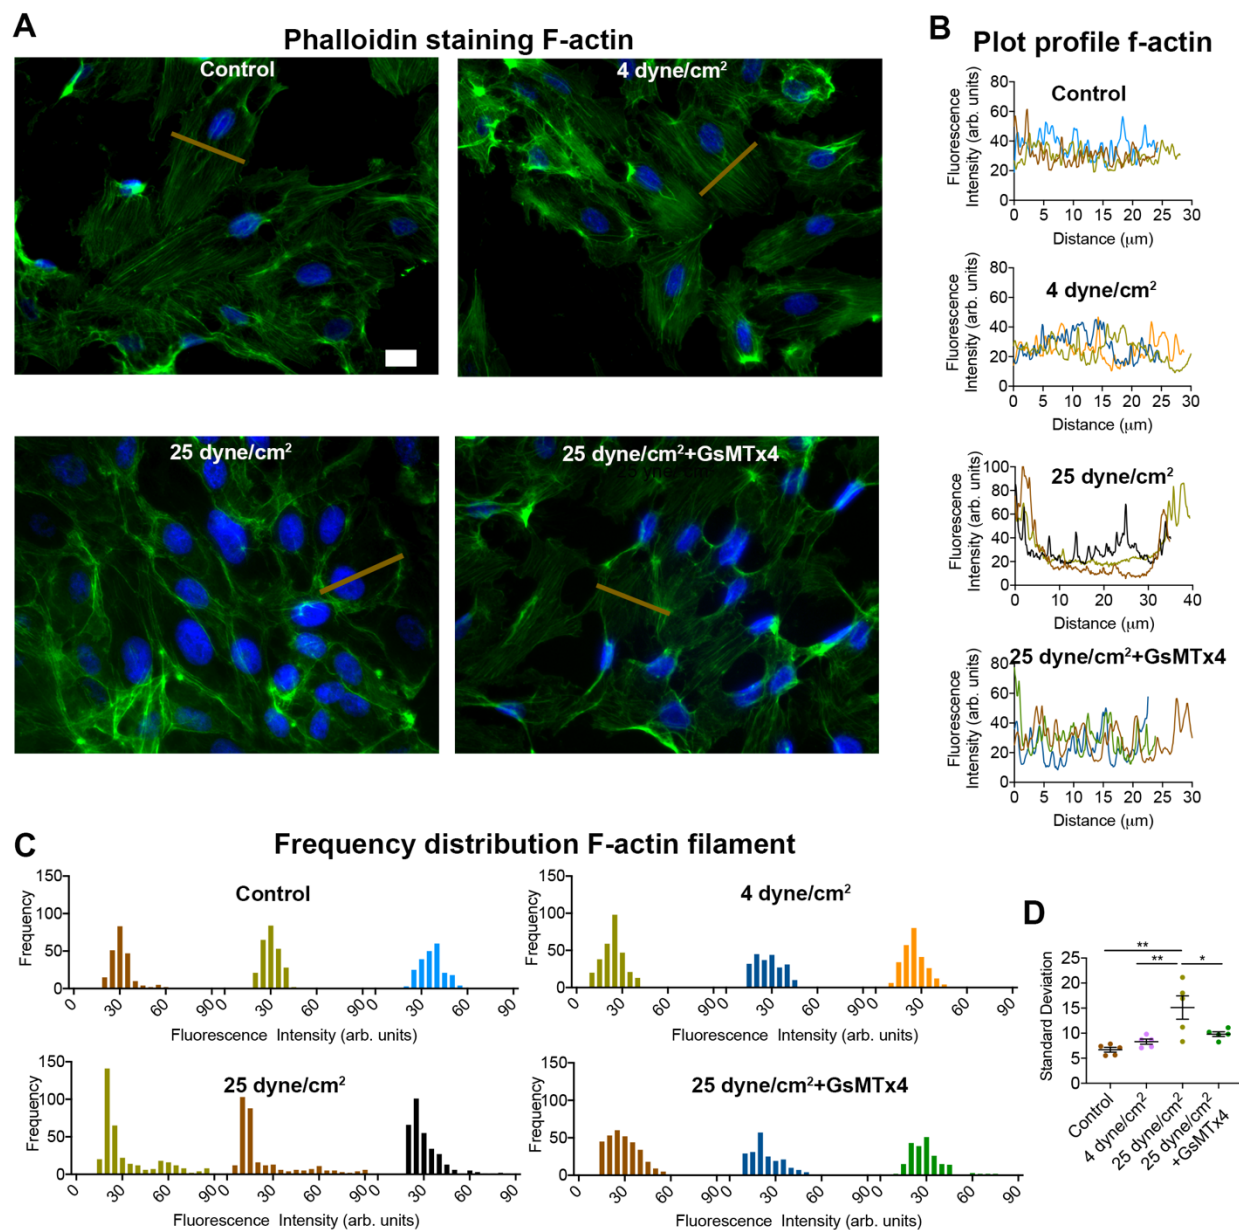 A
Phalloidin staining F-actin
Control
4 dyne/cm²
25 dyne/cm²
25 dyne/cm²+GsMTx4
B
Plot profile f-actin
Control
Fluorescence
Intensity (arb. units)
80
60
40
20
0
0 5 10 15 20 25 30
Distance (μm)
4 dyne/cm²
Fluorescence
Intensity (arb. units)
80
60
40
20
0
0 5 10 15 20 25 30
Distance (μm)
25 dyne/cm²
Fluorescence
Intensity (arb. units)
100
80
60
40
20
0
0 10 20 30 40
Distance (μm)
25 dyne/cm²+GsMTx4
Fluorescence
Intensity (arb. units)
80
60
40
20
0
0 5 10 15 20 25 30
Distance (μm)
C
Frequency distribution F-actin filament
Control
Frequency
150
100
50
0
0 30 60 90 0 30 60 90 0 30 60 90
Fluorescence Intensity (arb. units)
4 dyne/cm²
Frequency
150
100
50
0
0 30 60 90 0 30 60 90 0 30 60 90
Fluorescence Intensity (arb. units)
25 dyne/cm²
Frequency
150
100
50
0
0 30 60 90 0 30 60 90 0 30 60 90
Fluorescence Intensity (arb. units)
25 dyne/cm²+GsMTx4
Frequency
150
100
50
0
0 30 60 90 0 30 60 90 0 30 60 90
Fluorescence Intensity (arb. units)
D
** ** *
Standard Deviation
25
20
15
10
5
0
Control
4 dyne/cm²
25 dyne/cm²
25 dyne/cm²
+GsMTx4